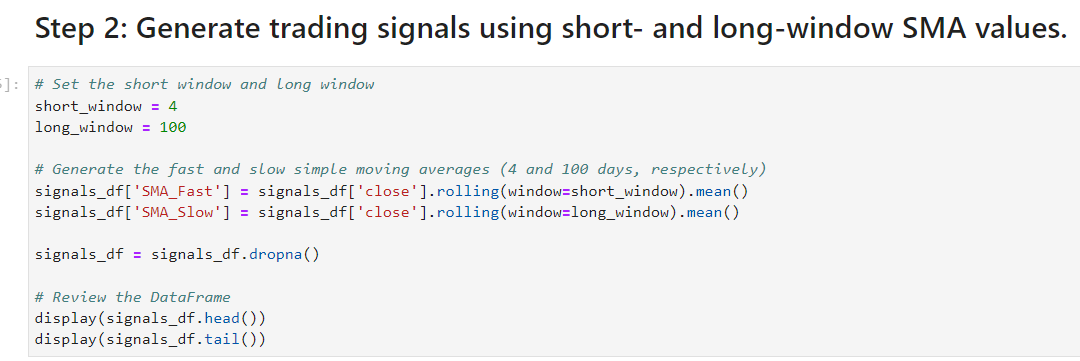 Step 2: Generate trading signals using short- and long-window SMA values.
]: # Set the short window and long window
short_window = 4
long_window = 100
# Generate the fast and slow simple moving averages (4 and 100 days, respectively)
signals_df['SMA_Fast'] = signals_df['close'].rolling(window=short_window).mean()
signals_df['SMA_Slow'] = signals_df['close'].rolling(window=long_window).mean()
signals_df = signals_df.dropna()
# Review the DataFrame
display(signals_df.head())
display(signals_df.tail())